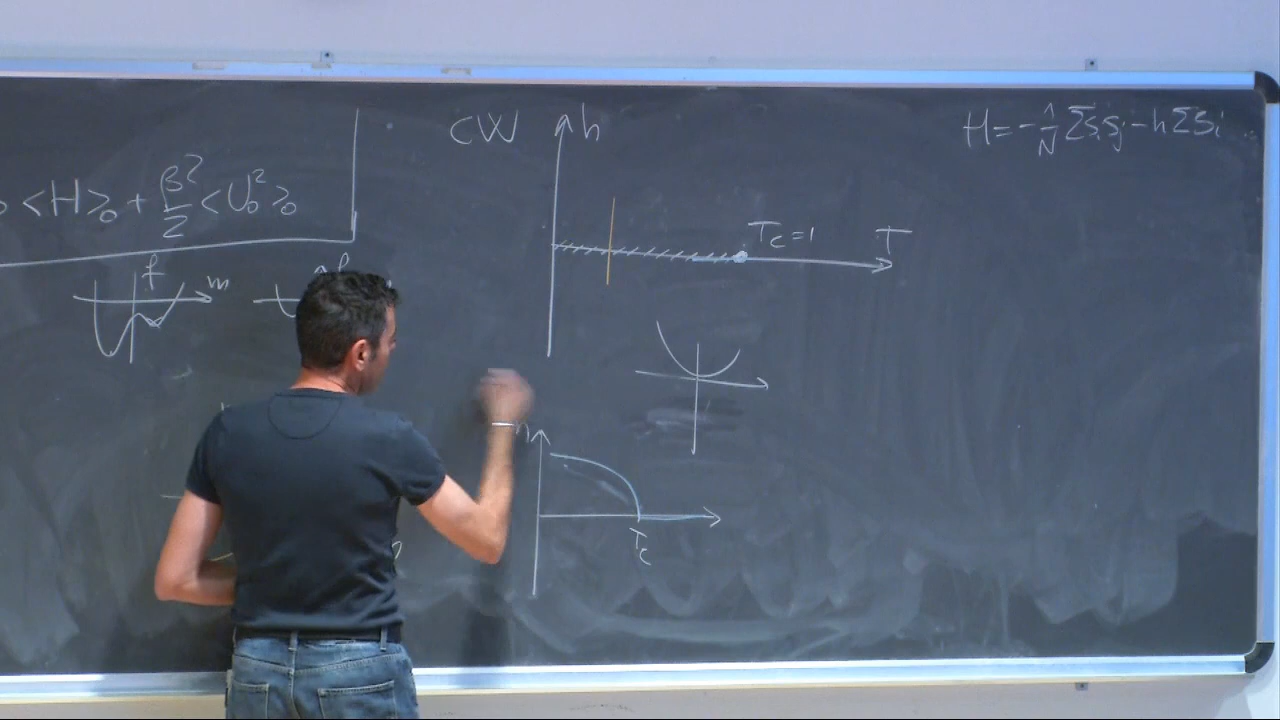 CW
h
H = - 1/N ΣSiSj - h ΣSi
<H>₀ + β²/2 <U₀²>₀
Tc=1
T
f
m
Tc